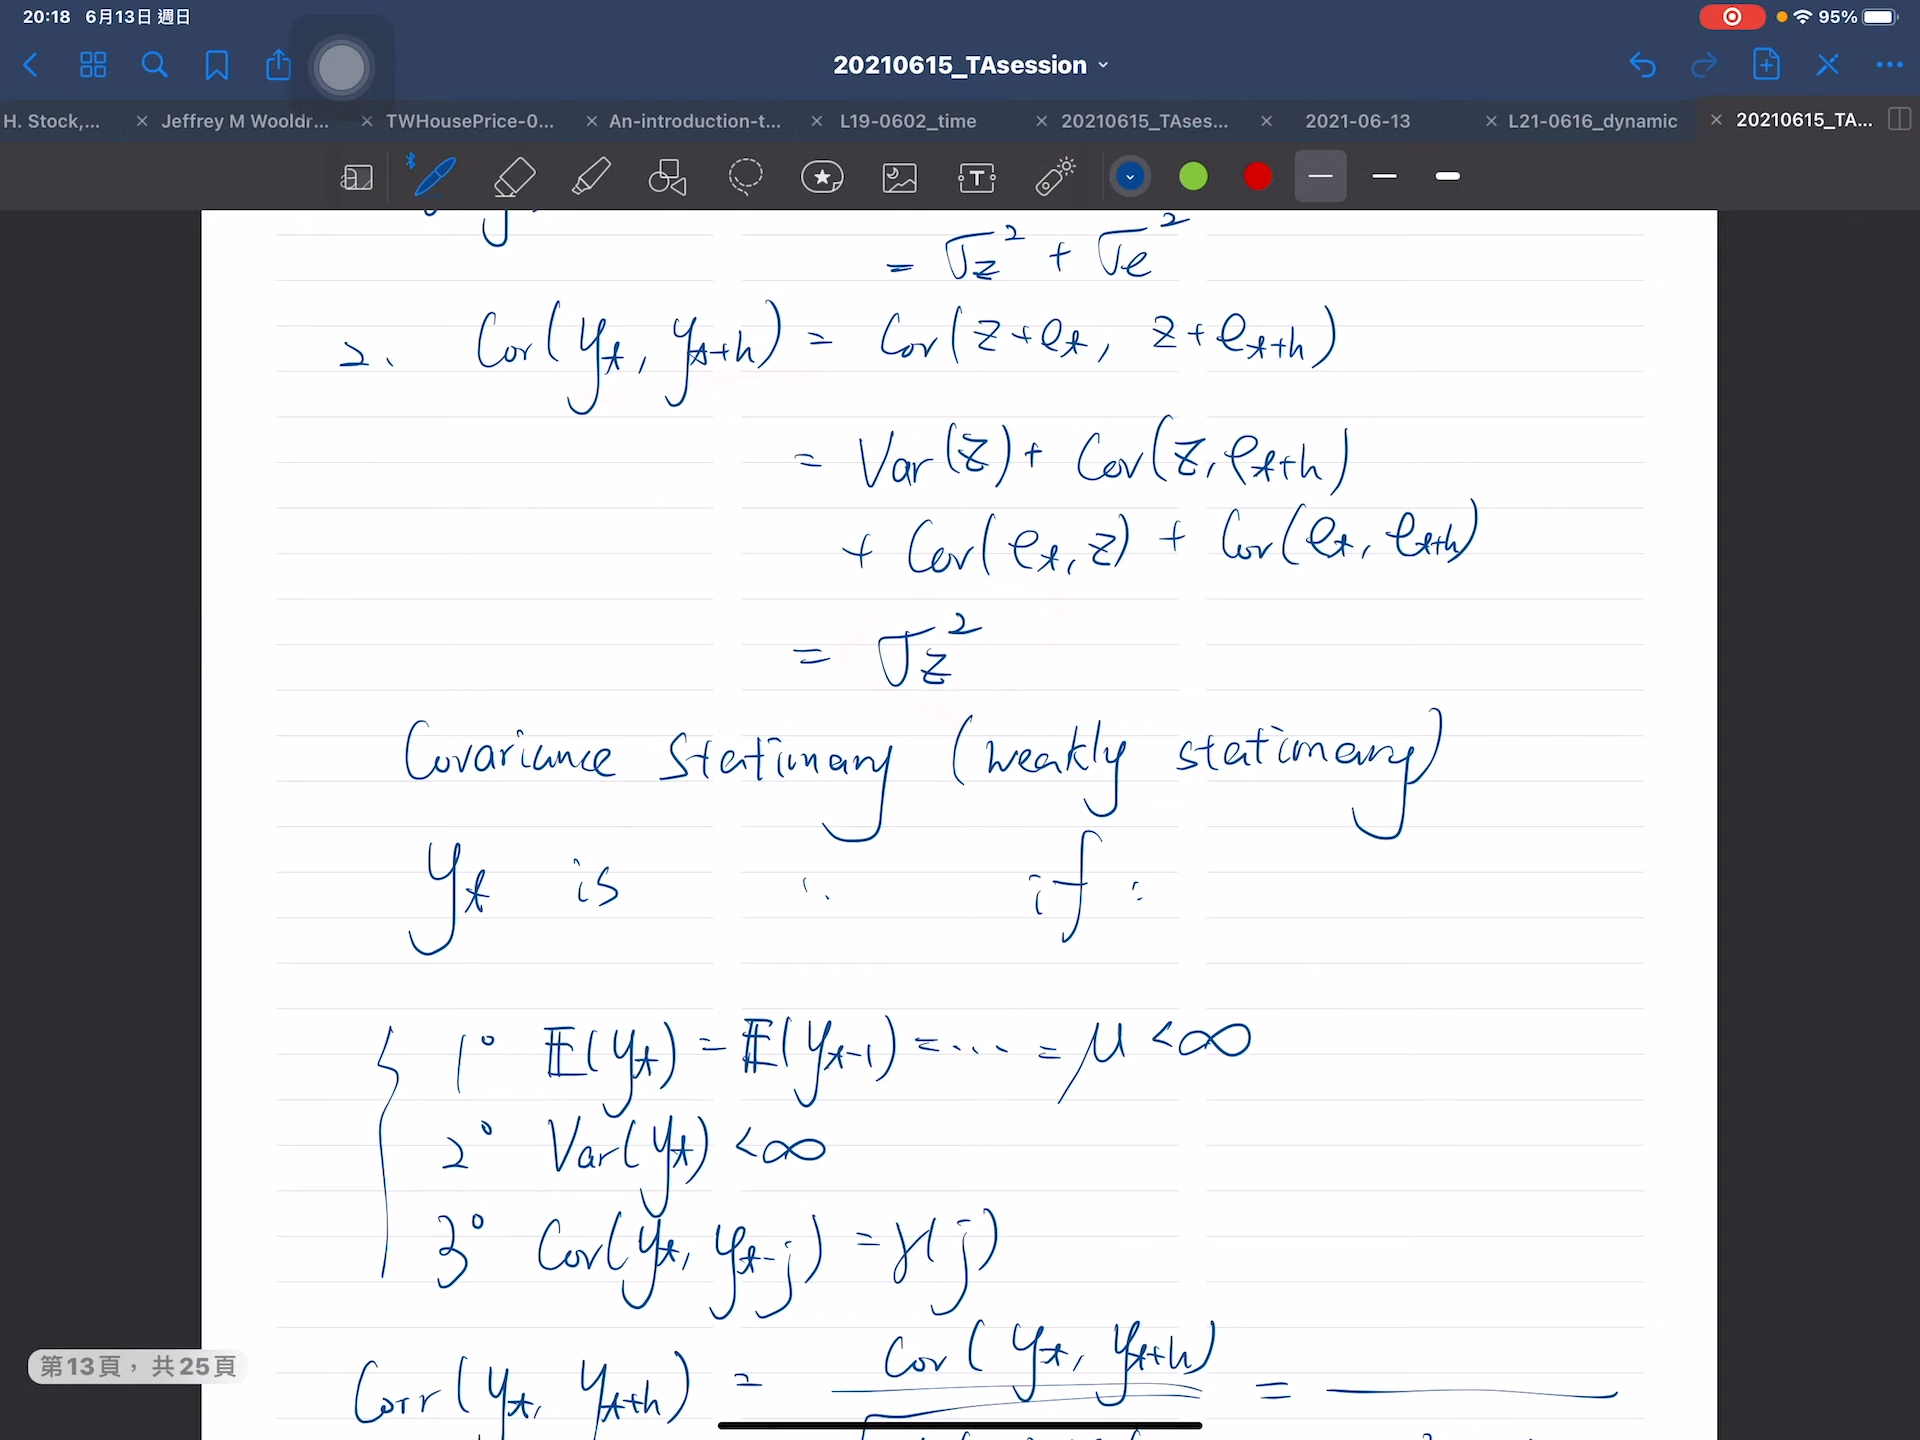 20:18 6月13日 週日 95%
20210615_TAsession
H. Stock,... × Jeffrey M Wooldr... × TWHousePrice-0... × An-introduction-t... × L19-0602_time × 20210615_TAses... × 2021-06-13 × L21-0616_dynamic × 20210615_TA...
= σz² + σe²
2. Cov(yt, yt+h) = Cov(z+et, z+et+h)
= Var(z) + Cov(z, et+h)
+ Cov(et, z) + Cov(et, et+h)
= σz²
Covariance Stationary (weakly stationary)
yt is if :
1° 𝔼(yt) = 𝔼(yt-1) = ... = μ < ∞
2° Var(yt) < ∞
3° Cov(yt, yt-j) = γ(j)
Corr(yt, yt+h) = Cov(yt, yt+h) =
第13頁，共25頁